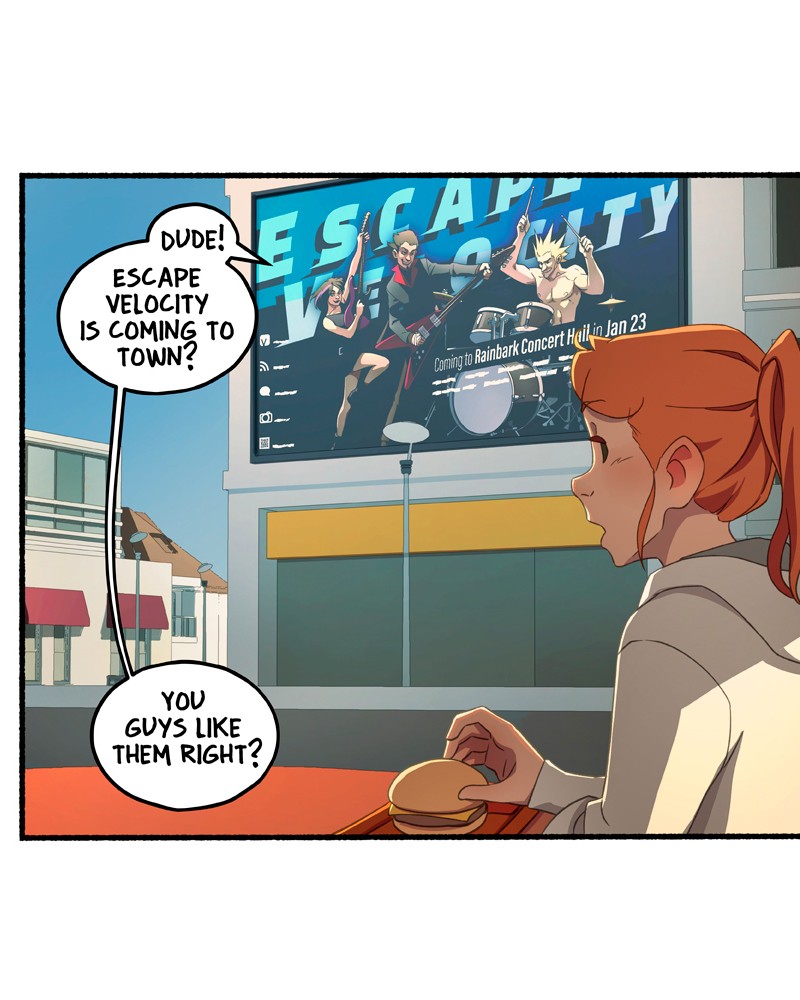 DUDE!
ESCAPE
VELOCITY
IS COMING TO
TOWN?
ESCAPE
VELOCITY
Coming to Rainbark Concert Hall in Jan 23
YOU
GUYS LIKE
THEM RIGHT?